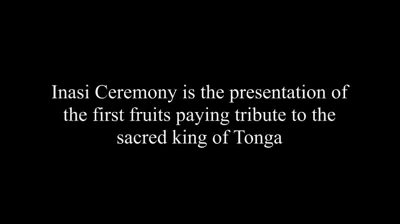 Inasi Ceremony is the presentation of
the first fruits paying tribute to the
sacred king of Tonga